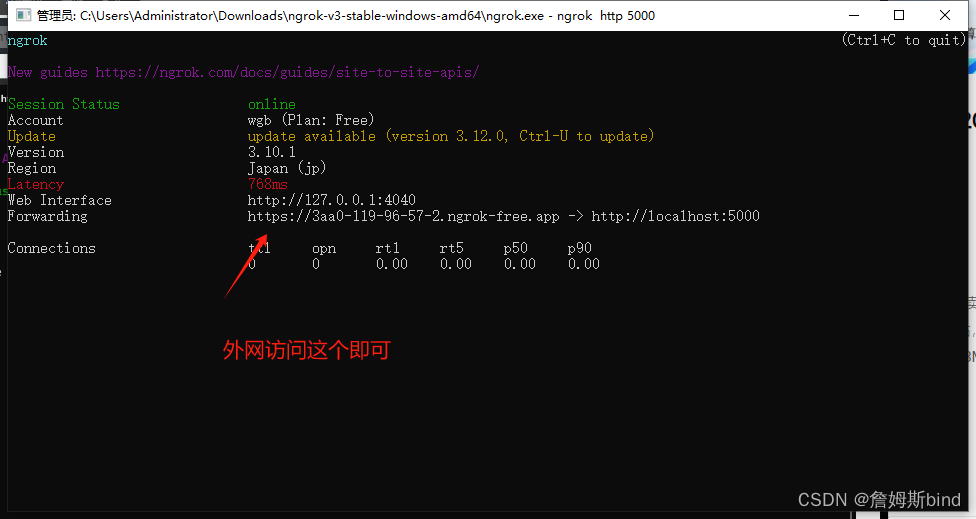 管理员: C:\Users\Administrator\Downloads\ngrok-v3-stable-windows-amd64\ngrok.exe - ngrok http 5000
ngrok (Ctrl+C to quit)
New guides https://ngrok.com/docs/guides/site-to-site-apis/
Session Status online
Account wgb (Plan: Free)
Update update available (version 3.12.0, Ctrl-U to update)
Version 3.10.1
Region Japan (jp)
Latency 768ms
Web Interface http://127.0.0.1:4040
Forwarding https://3aa0-119-96-57-2.ngrok-free.app -> http://localhost:5000
Connections ttl opn rt1 rt5 p50 p90
0 0 0.00 0.00 0.00 0.00
外网访问这个即可
CSDN @詹姆斯bind